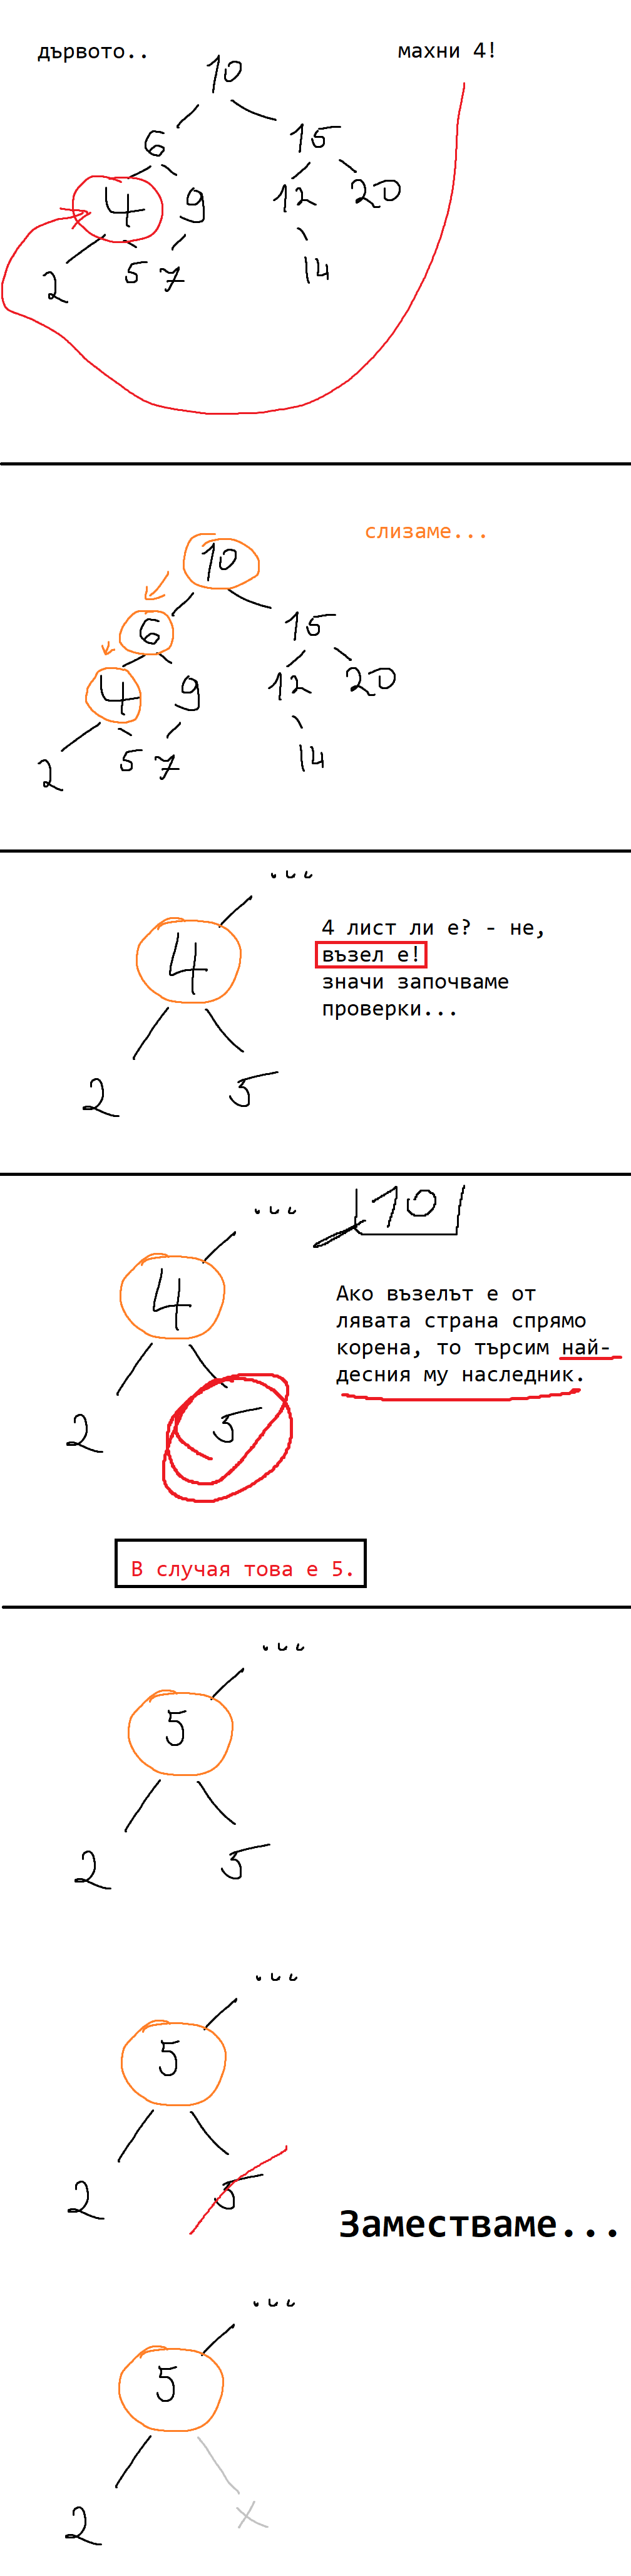 дървото..
махни 4!
10
6 15
4 9 12 20
2 5 7 14
слизаме...
10
6 15
4 9 12 20
2 5 7 14
...
4
2 5
4 лист ли е? - не,
възел е!
значи започваме
проверки...
... 10
4
2 5
Ако възелът е от
лявата страна спрямо
корена, то търсим най-
десния му наследник.
В случая това е 5.
...
5
2 5
...
5
2 5
Заместваме...
...
5
2 x